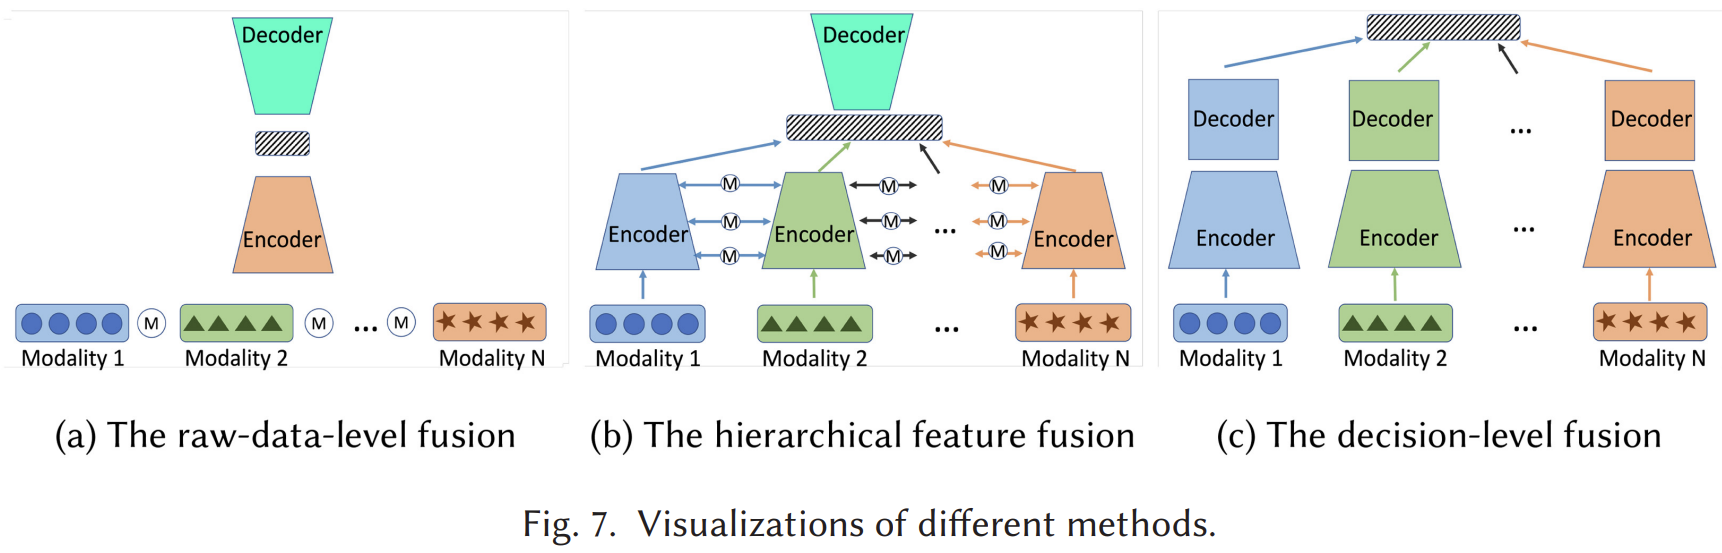 Decoder
Encoder
M
M
...
M
Modality 1
Modality 2
Modality N
(a) The raw-data-level fusion
Decoder
M
M
M
M
M
M
M
M
M
Encoder
Encoder
...
Encoder
...
Modality 1
Modality 2
Modality N
(b) The hierarchical feature fusion
Decoder
Decoder
...
Decoder
Encoder
Encoder
...
Encoder
...
Modality 1
Modality 2
Modality N
(c) The decision-level fusion
Fig. 7. Visualizations of different methods.